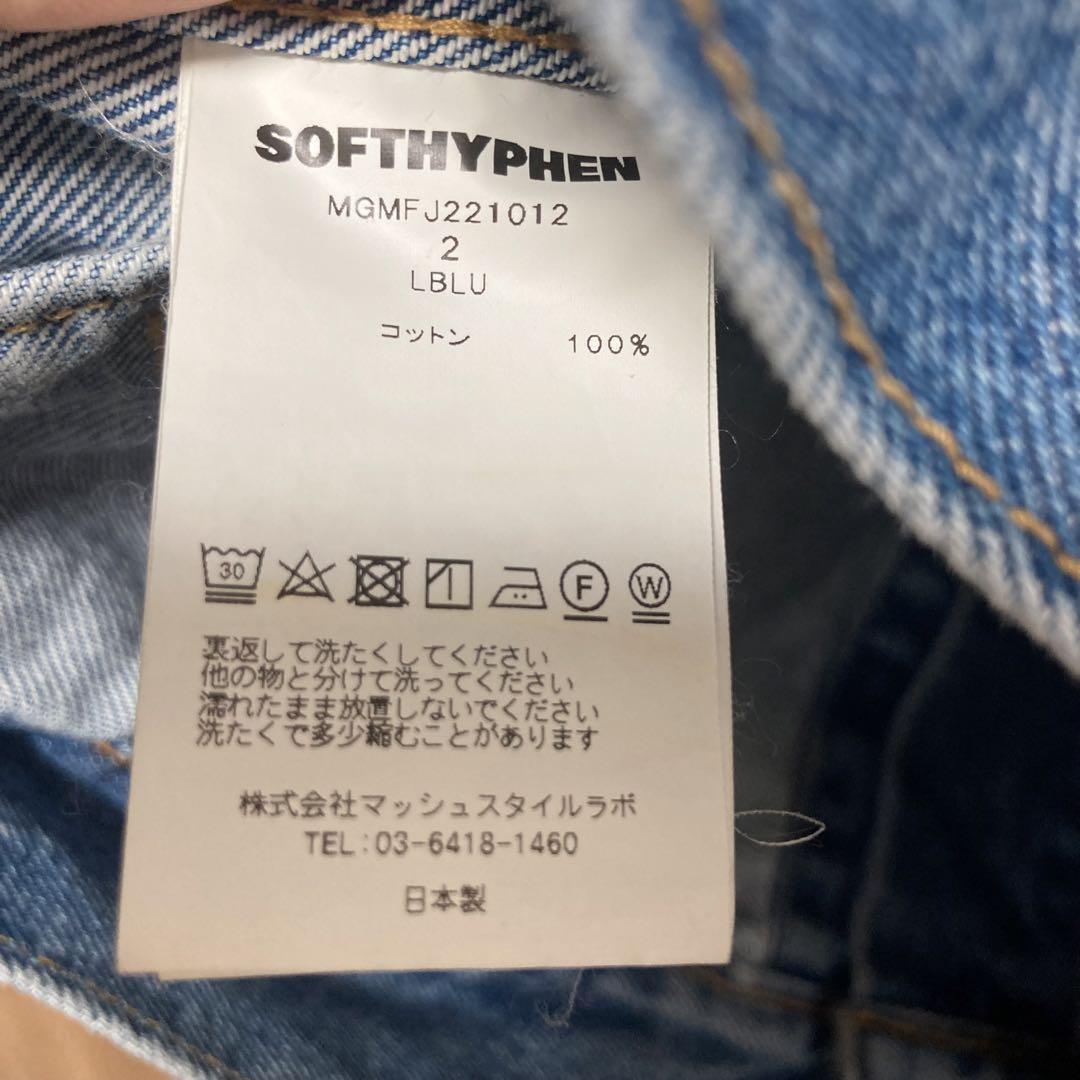 SOFTHYPHEN
MGMFJ221012
2
LBLU
コットン 100%
30 F W
裏返して洗たくしてください
他の物と分けて洗ってください
濡れたまま放置しないでください
洗たくで多少縮むことがあります
株式会社マッシュスタイルラボ
TEL:03-6418-1460
日本製